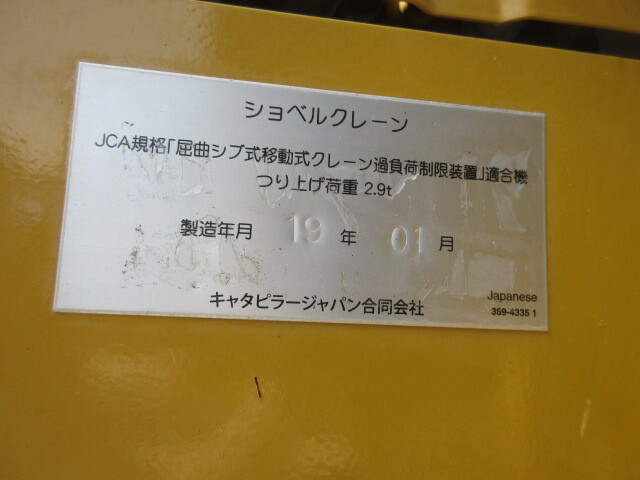 ショベルクレーン
JCA規格「屈曲ジブ式移動式クレーン過負荷制限装置」適合機
つり上げ荷重 2.9t
製造年月 19 年 01 月
キャタピラージャパン合同会社
Japanese
369-4335 1